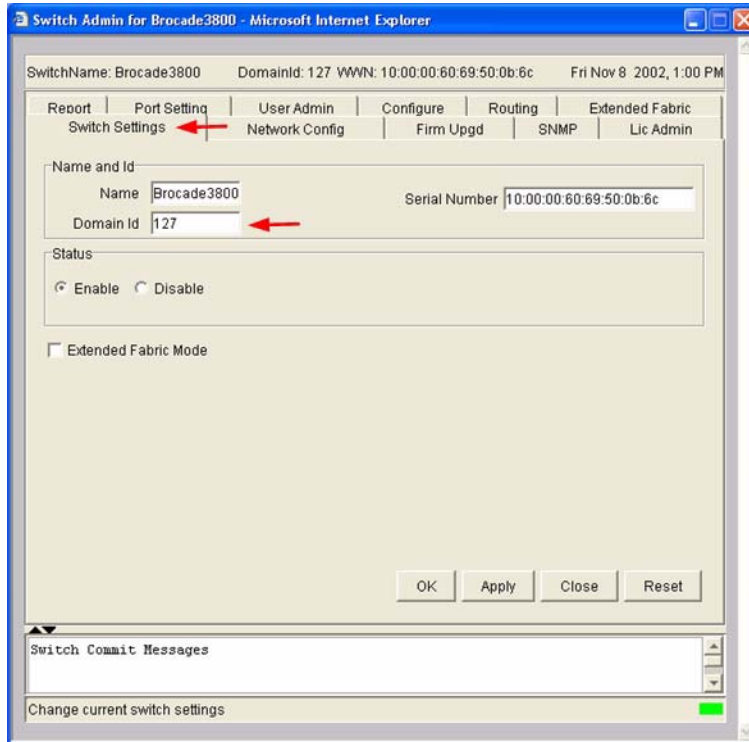 Switch Admin for Brocade3800 - Microsoft Internet Explorer
SwitchName: Brocade3800 DomainId: 127 WWN: 10:00:00:60:69:50:0b:6c Fri Nov 8 2002, 1:00 PM
Report Port Setting User Admin Configure Routing Extended Fabric
Switch Settings Network Config Firm Upgd SNMP Lic Admin
Name and Id
Name Brocade3800 Serial Number 10:00:00:60:69:50:0b:6c
Domain Id 127
Status
Enable Disable
Extended Fabric Mode
OK Apply Close Reset
Switch Commit Messages
Change current switch settings